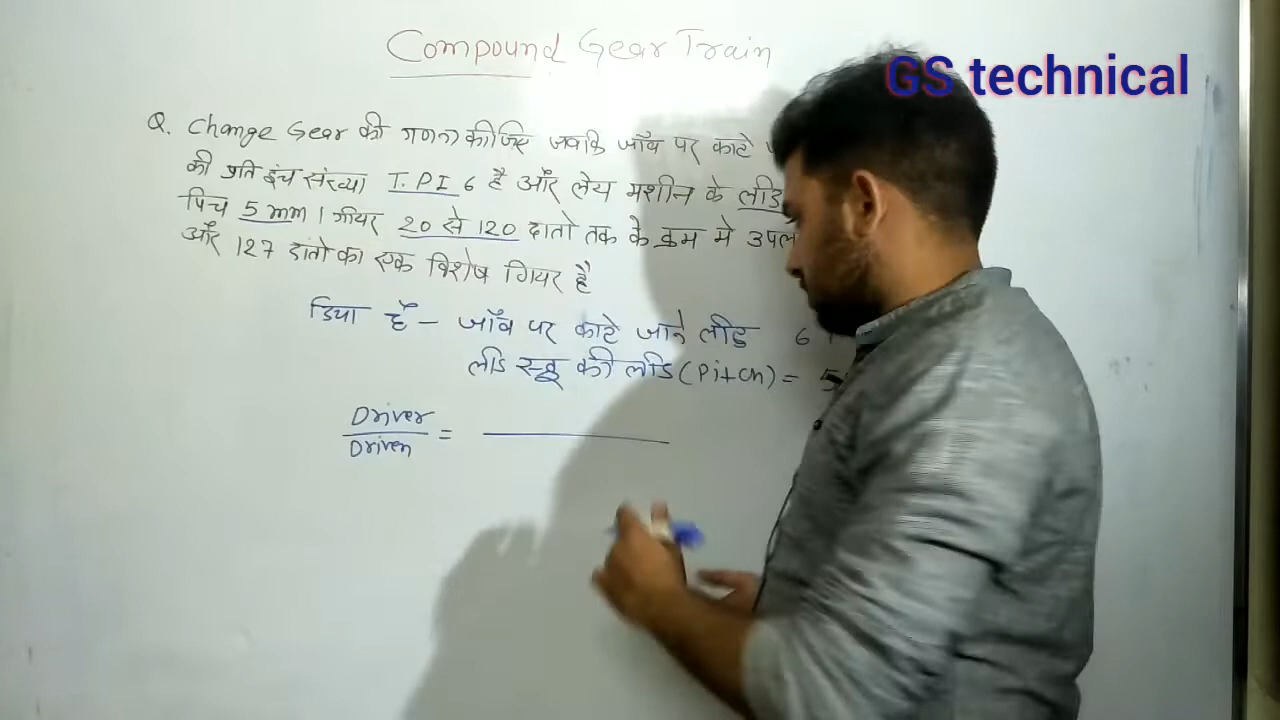 Compound Gear Train
GS technical
Q. Change Gear की गणना कीजिए जबकि जॉब पर काटे
की प्रति इंच संख्या T.P.I 6 है और लेथ मशीन के लीड
पिच 5 mm । गीयर 20 से 120 दातो तक के क्रम मे उपल
और 127 दांतो का एक विशेष गियर है
दिया है - जॉब पर काटे जाने लीड 6
लीड स्क्रू की लीड (Pitch) = 5
Driver
Driven =